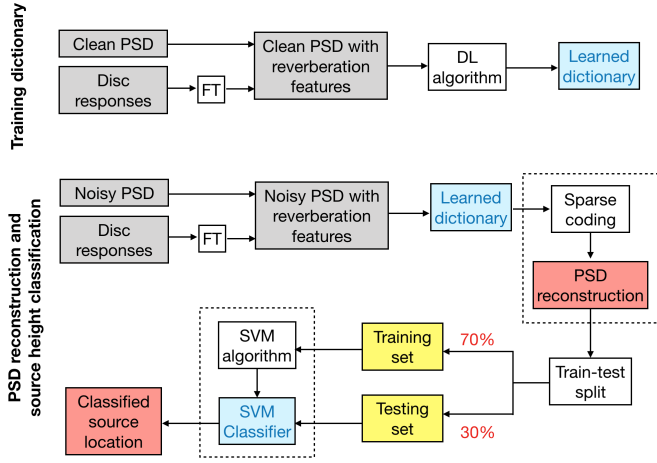 Training dictionary
Clean PSD
Disc
responses
FT
Clean PSD with
reverberation
features
DL
algorithm
Learned
dictionary
PSD reconstruction and
source height classification
Noisy PSD
Disc
responses
FT
Noisy PSD with
reverberation
features
Learned
dictionary
Sparse
coding
PSD
reconstruction
Train-test
split
70%
30%
Training
set
Testing
set
SVM
algorithm
SVM
Classifier
Classified
source
location